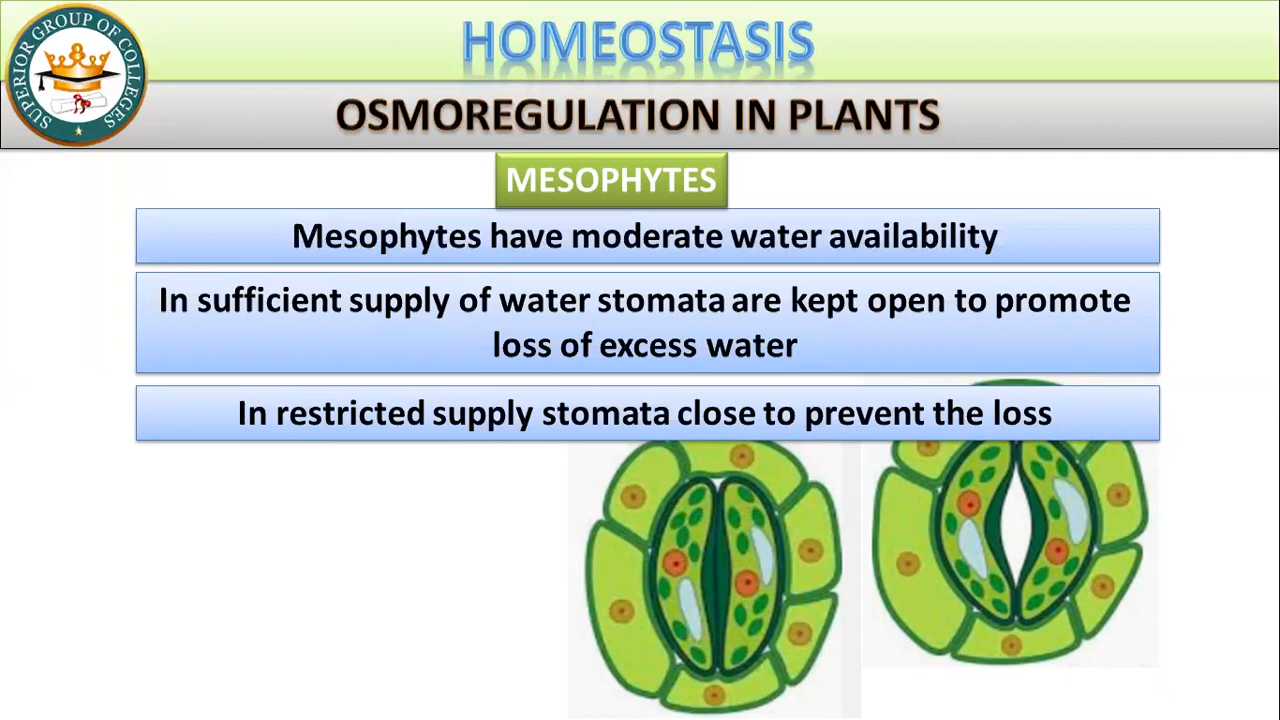 SUPERIOR GROUP OF COLLEGES
HOMEOSTASIS
OSMOREGULATION IN PLANTS
MESOPHYTES
Mesophytes have moderate water availability
In sufficient supply of water stomata are kept open to promote
loss of excess water
In restricted supply stomata close to prevent the loss